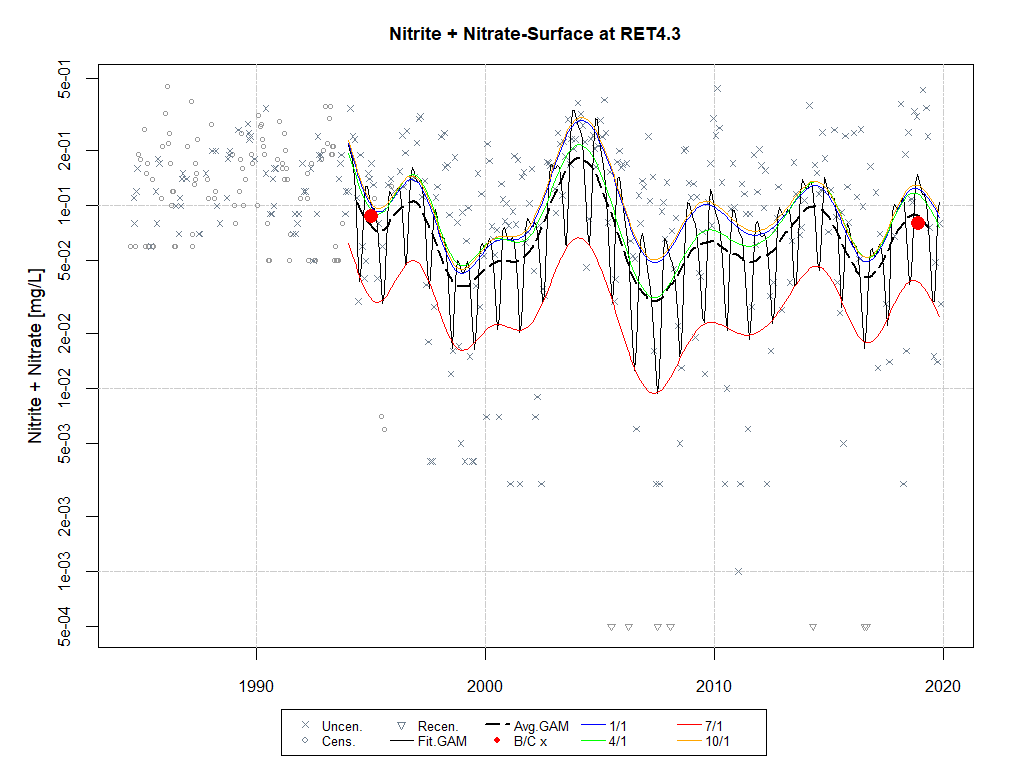 Nitrite + Nitrate-Surface at RET4.3
Nitrite + Nitrate [mg/L]
5e-01
2e-01
1e-01
5e-02
2e-02
1e-02
5e-03
2e-03
1e-03
5e-04
1990 2000 2010 2020
Uncen. Recen. Avg.GAM 1/1 7/1
Cens. Fit.GAM B/C x 4/1 10/1